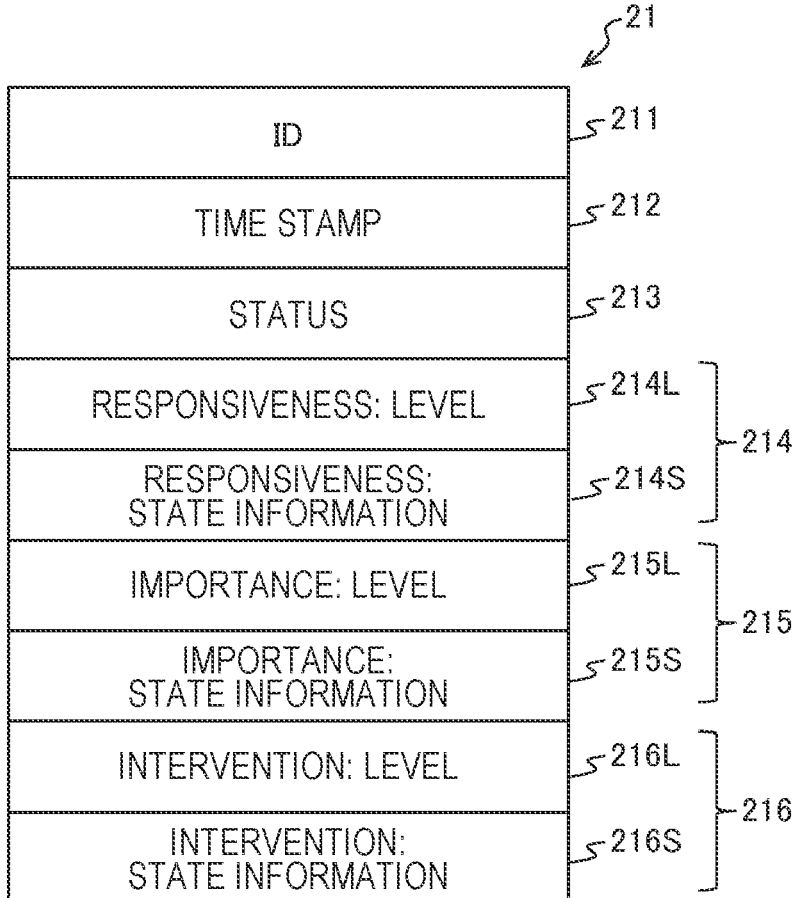 21
ID
211
TIME STAMP
212
STATUS
213
RESPONSIVENESS: LEVEL
214L
214
RESPONSIVENESS:
STATE INFORMATION
214S
IMPORTANCE: LEVEL
215L
215
IMPORTANCE:
STATE INFORMATION
215S
INTERVENTION: LEVEL
216L
216
INTERVENTION:
STATE INFORMATION
216S